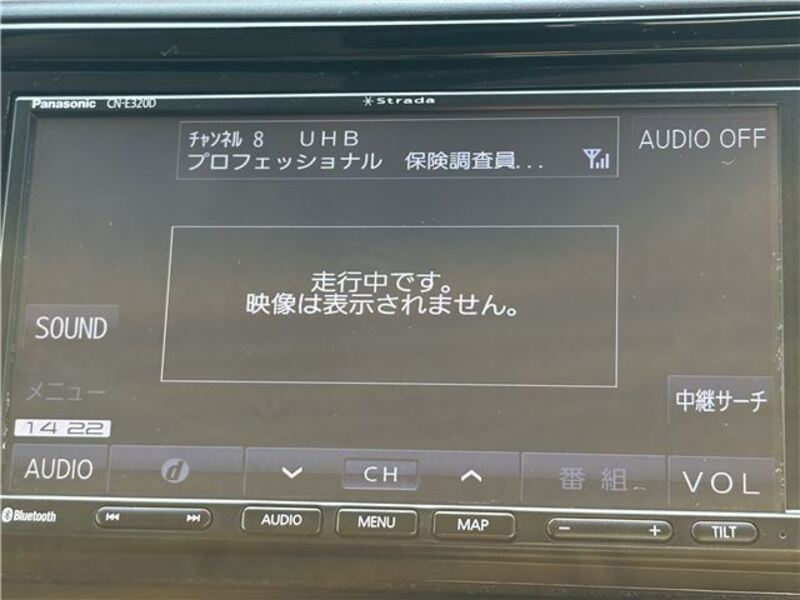 Panasonic CN-E320D
Strada
チャンネル 8 UHB
プロフェッショナル 保険調査員...
AUDIO OFF
走行中です。
映像は表示されません。
SOUND
メニュー
中継サーチ
14 22
AUDIO
d
CH
番組
VOL
Bluetooth
AUDIO
MENU
MAP
−
+
TILT